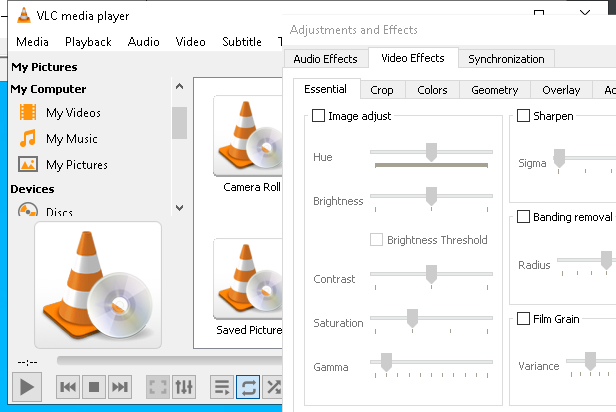 VLC media player
Media Playback Audio Video Subtitle
My Pictures
My Computer
My Videos
My Music
My Pictures
Devices
Discs
Camera Roll
Saved Picture
--:--
Adjustments and Effects
Audio Effects Video Effects Synchronization
Essential Crop Colors Geometry Overlay
Image adjust
Hue
Brightness
Brightness Threshold
Contrast
Saturation
Gamma
Sharpen
Sigma
Banding removal
Radius
Film Grain
Variance